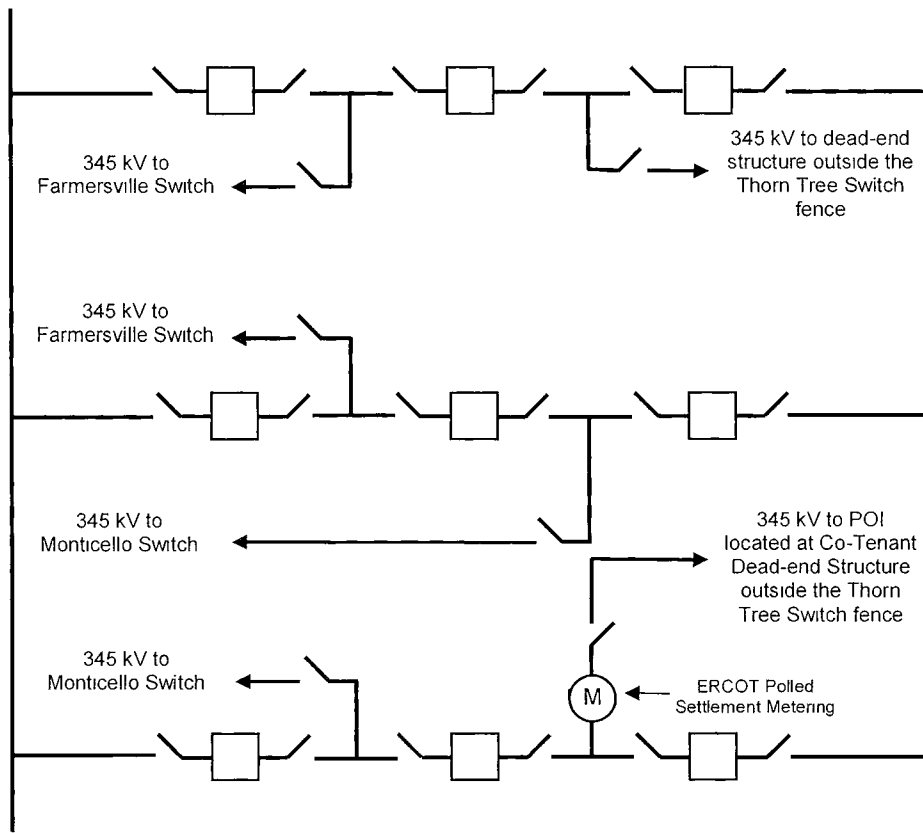 345 kV to
Farmersville Switch
345 kV to dead-end
structure outside the
Thorn Tree Switch
fence
345 kV to
Farmersville Switch
345 kV to
Monticello Switch
345 kV to POI
located at Co-Tenant
Dead-end Structure
outside the Thorn
Tree Switch fence
345 kV to
Monticello Switch
M
ERCOT Polled
Settlement Metering